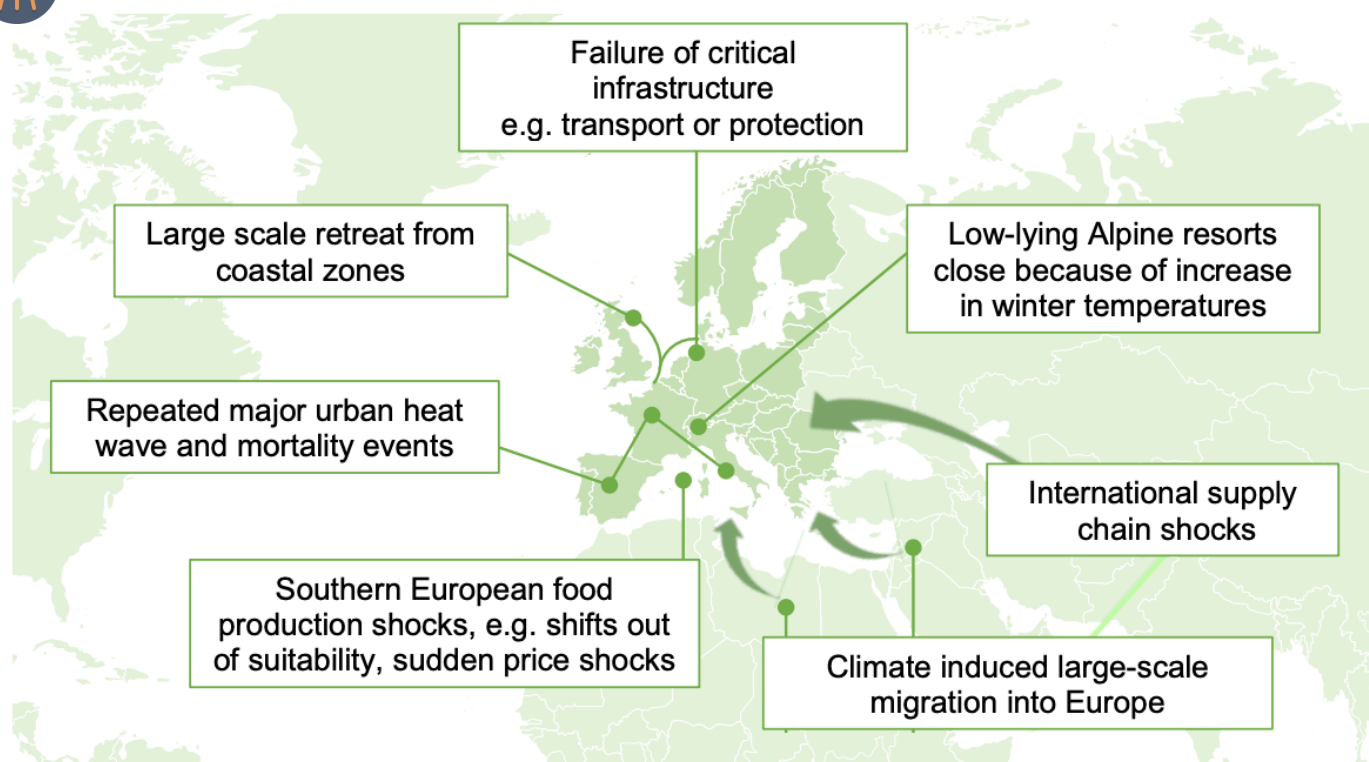 Failure of critical
infrastructure
e.g. transport or protection
Large scale retreat from
coastal zones
Low-lying Alpine resorts
close because of increase
in winter temperatures
Repeated major urban heat
wave and mortality events
International supply
chain shocks
Southern European food
production shocks, e.g. shifts out
of suitability, sudden price shocks
Climate induced large-scale
migration into Europe